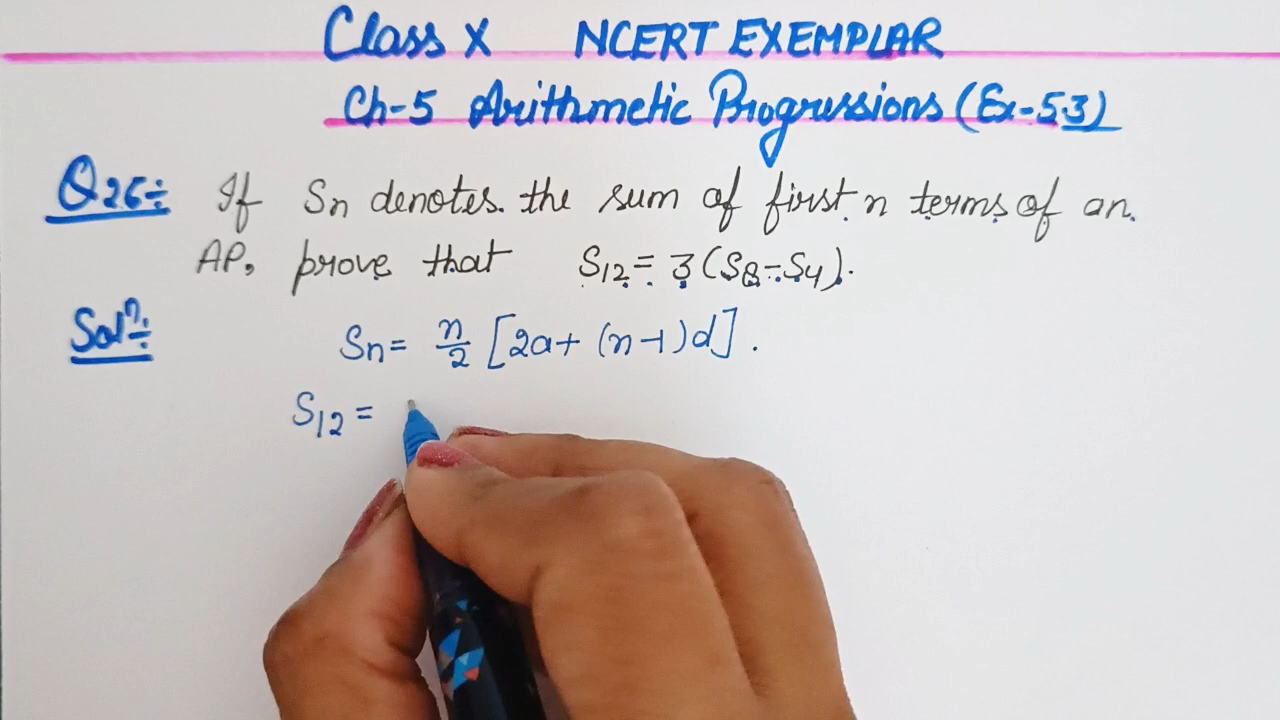 Class X NCERT EXEMPLAR
Ch-5 Arithmetic Progressions (Ex-5.3)
Q26÷ If Sn denotes the sum of first n terms of an
AP, prove that S12 = 3(S8-S4).
Solⁿ÷ Sn = n/2 [2a+(n-1)d].
S12 =